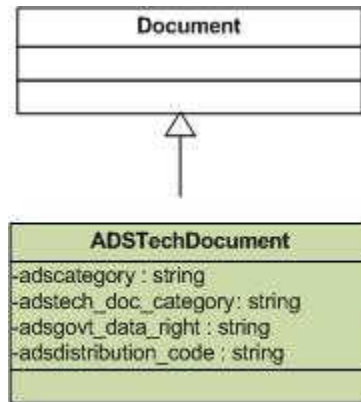 Document
ADSTechDocument
-adscategory : string
-adstech_doc_category: string
-adsgovt_data_right : string
-adsdistribution_code : string